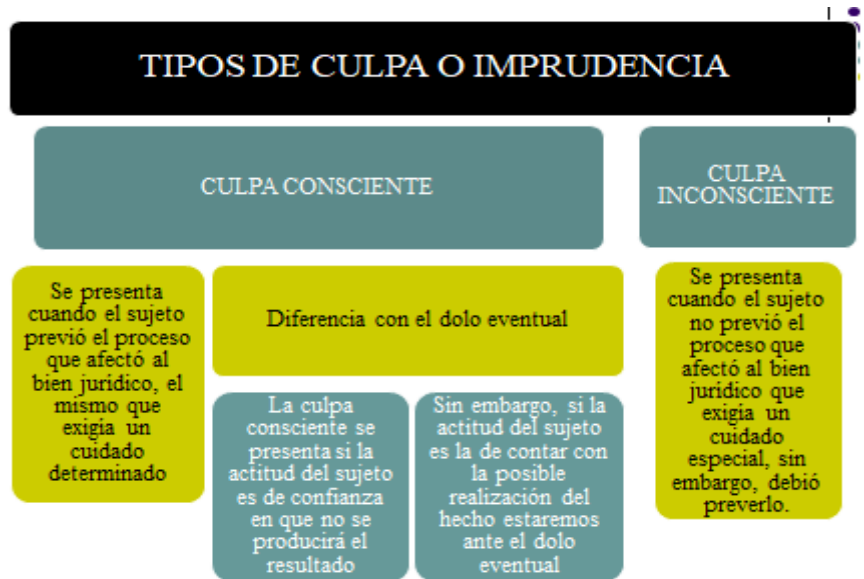 TIPOS DE CULPA O IMPRUDENCIA
CULPA CONSCIENTE
Se presenta
cuando el sujeto
previó el proceso
que afectó al
bien jurídico, el
mismo que
exigía un
cuidado
determinado
Diferencia con el dolo eventual
La culpa
consciente se
presenta si la
actitud del sujeto
es de confianza
en que no se
producirá el
resultado
Sin embargo, si la
actitud del sujeto
es la de contar con
la posible
realización del
hecho estaremos
ante el dolo
eventual
CULPA
INCONSCIENTE
Se presenta
cuando el sujeto
no previó el
proceso que
afectó al bien
jurídico que
exigía un
cuidado
especial, sin
embargo, debió
preverlo.